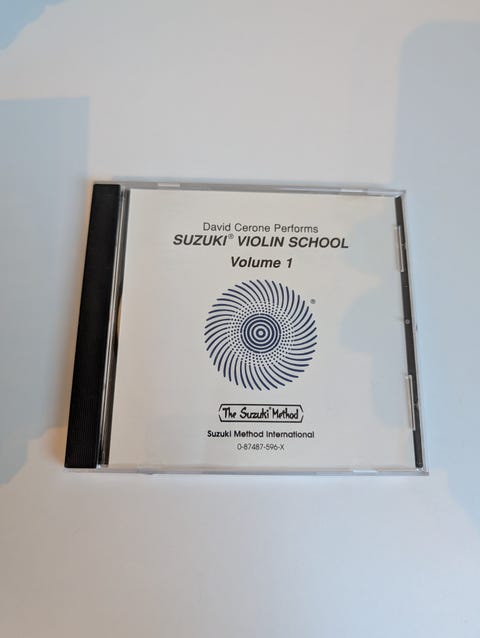 David Cerone Performs
SUZUKI® VIOLIN SCHOOL
Volume 1
®
The Suzuki® Method
Suzuki Method International
0-87487-596-X